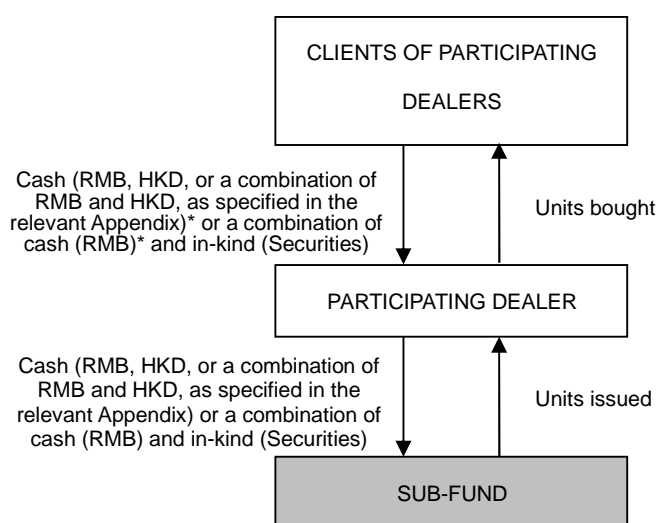 CLIENTS OF PARTICIPATING
DEALERS
Cash (RMB, HKD, or a combination of
RMB and HKD, as specified in the
relevant Appendix)* or a combination of
cash (RMB)* and in-kind (Securities)
Units bought
PARTICIPATING DEALER
Cash (RMB, HKD, or a combination of
RMB and HKD, as specified in the
relevant Appendix) or a combination of
cash (RMB) and in-kind (Securities)
Units issued
SUB-FUND